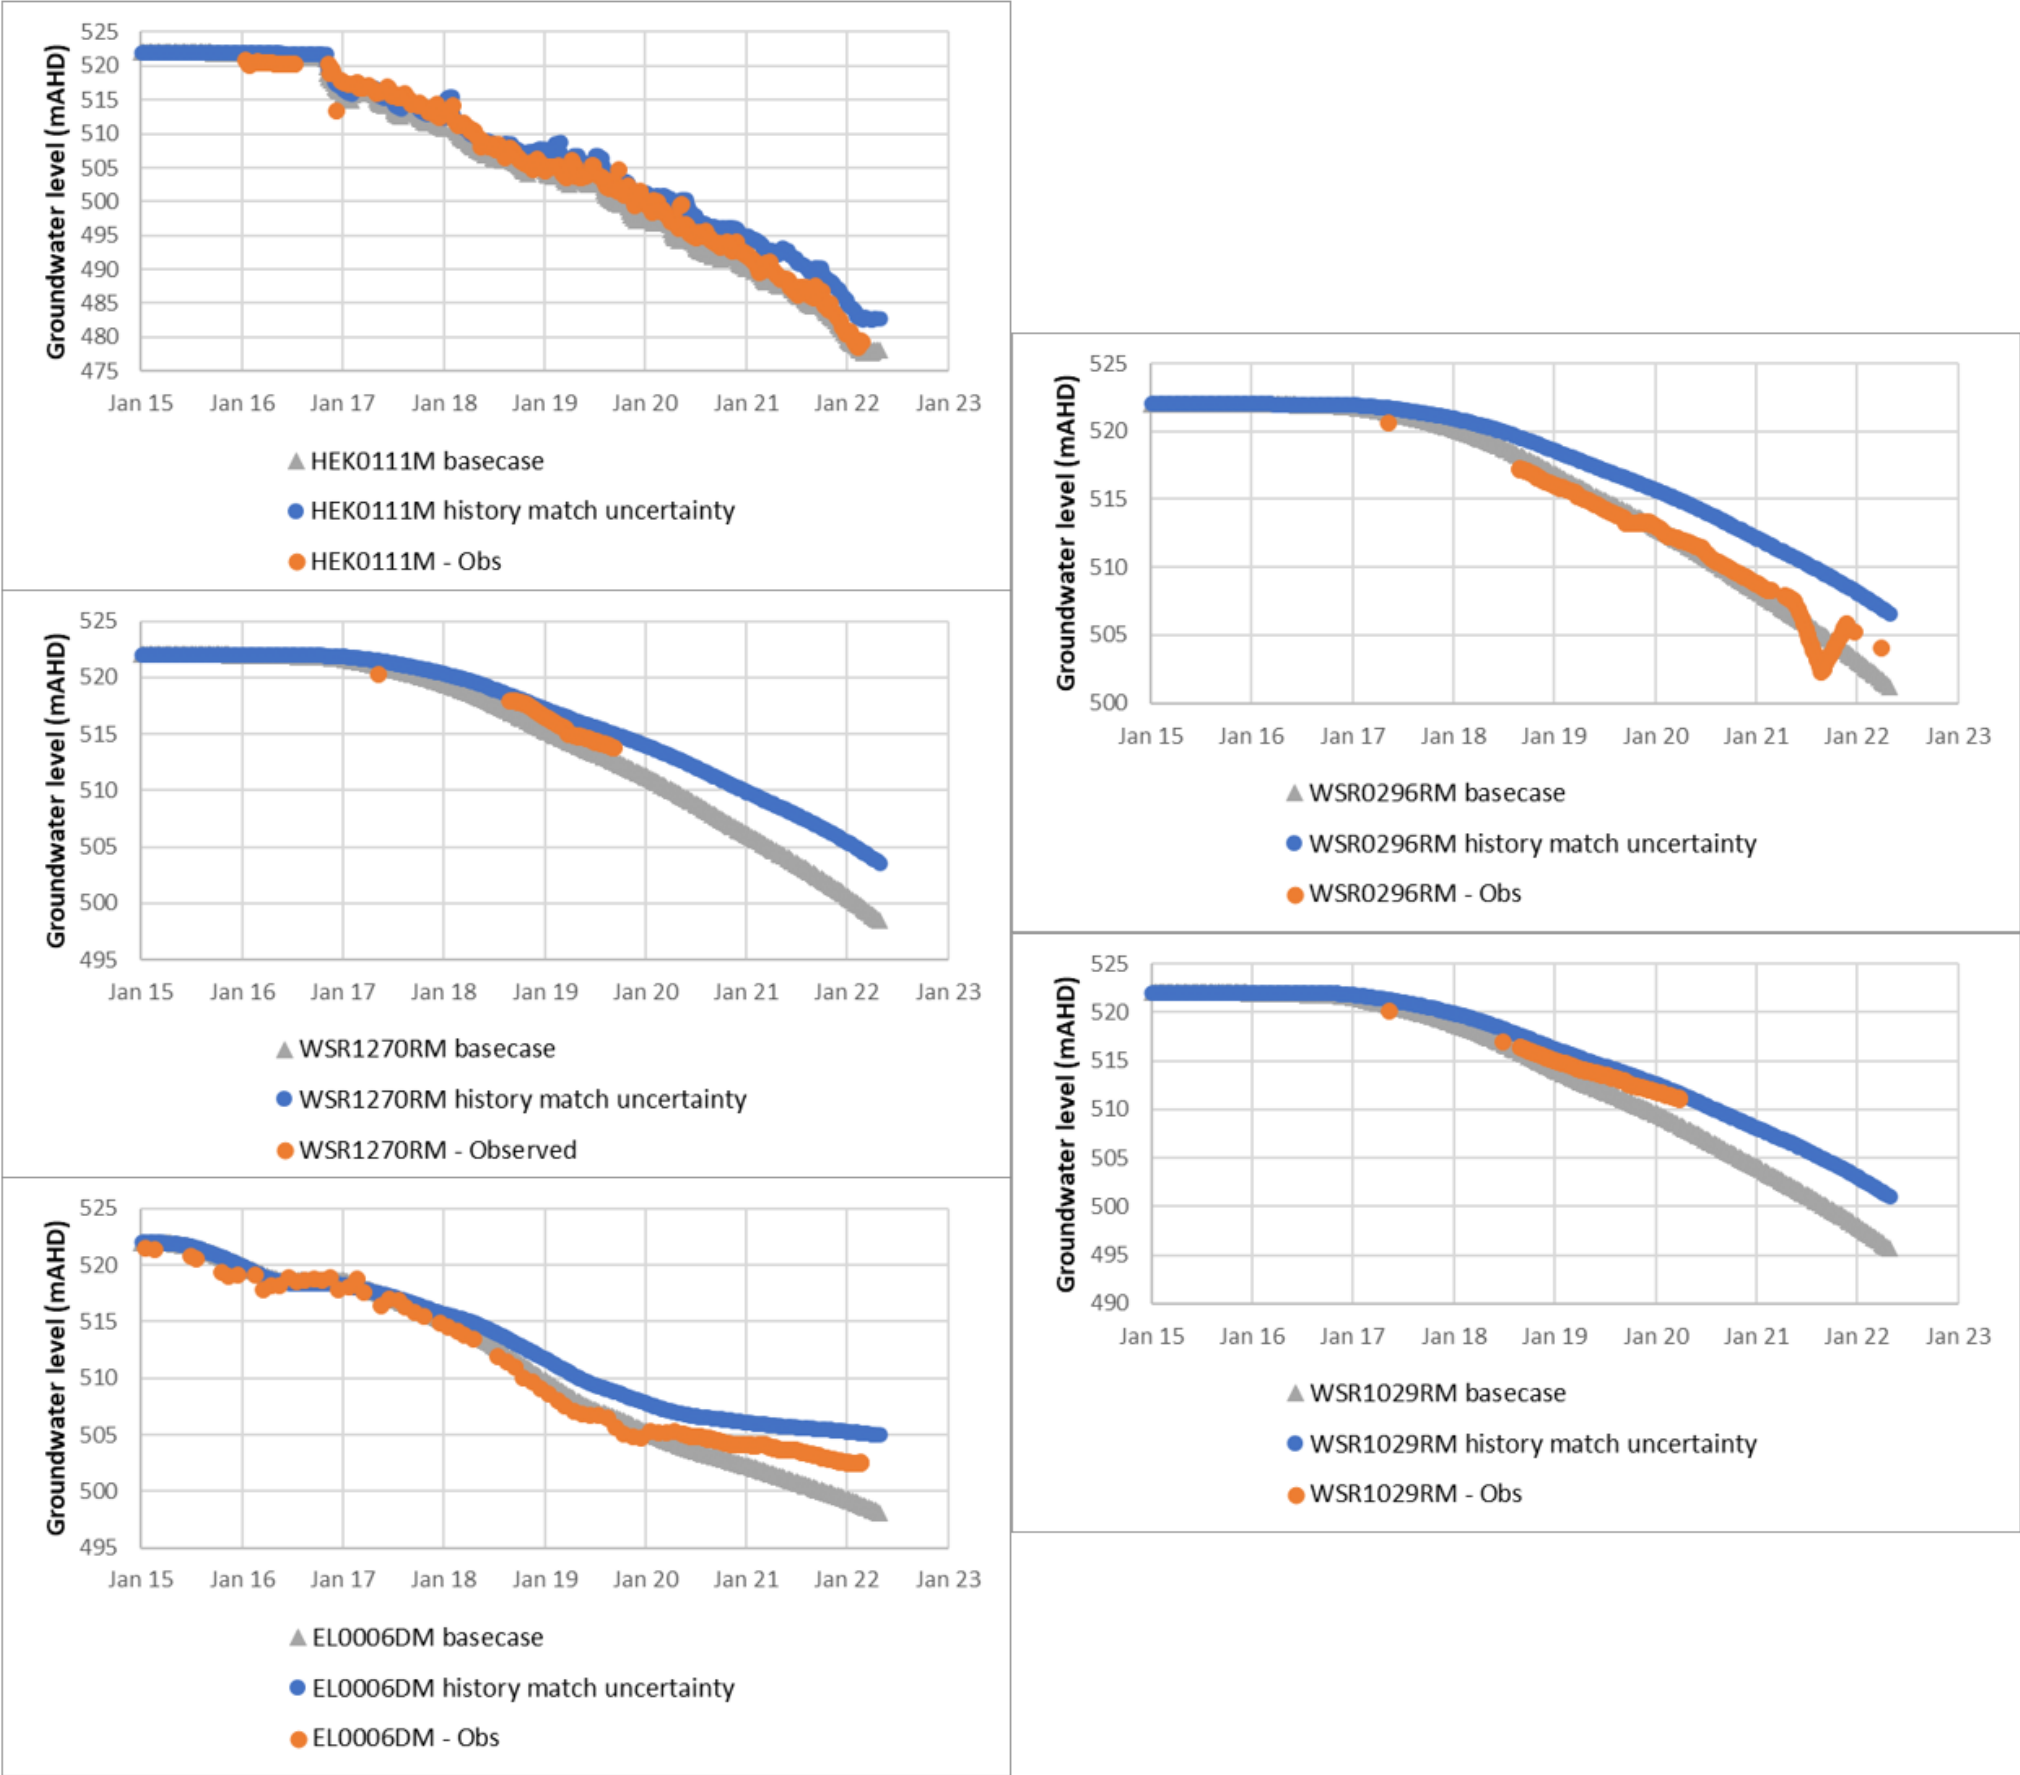 Groundwater level (mAHD)
525
520
515
510
505
500
495
490
485
480
475
Jan 15 Jan 16 Jan 17 Jan 18 Jan 19 Jan 20 Jan 21 Jan 22 Jan 23
HEK0111M basecase
HEK0111M history match uncertainty
HEK0111M - Obs
Groundwater level (mAHD)
525
520
515
510
505
500
495
Jan 15 Jan 16 Jan 17 Jan 18 Jan 19 Jan 20 Jan 21 Jan 22 Jan 23
WSR1270RM basecase
WSR1270RM history match uncertainty
WSR1270RM - Observed
Groundwater level (mAHD)
525
520
515
510
505
500
495
Jan 15 Jan 16 Jan 17 Jan 18 Jan 19 Jan 20 Jan 21 Jan 22 Jan 23
EL0006DM basecase
EL0006DM history match uncertainty
EL0006DM - Obs
Groundwater level (mAHD)
525
520
515
510
505
500
Jan 15 Jan 16 Jan 17 Jan 18 Jan 19 Jan 20 Jan 21 Jan 22 Jan 23
WSR0296RM basecase
WSR0296RM history match uncertainty
WSR0296RM - Obs
Groundwater level (mAHD)
525
520
515
510
505
500
495
490
Jan 15 Jan 16 Jan 17 Jan 18 Jan 19 Jan 20 Jan 21 Jan 22 Jan 23
WSR1029RM basecase
WSR1029RM history match uncertainty
WSR1029RM - Obs